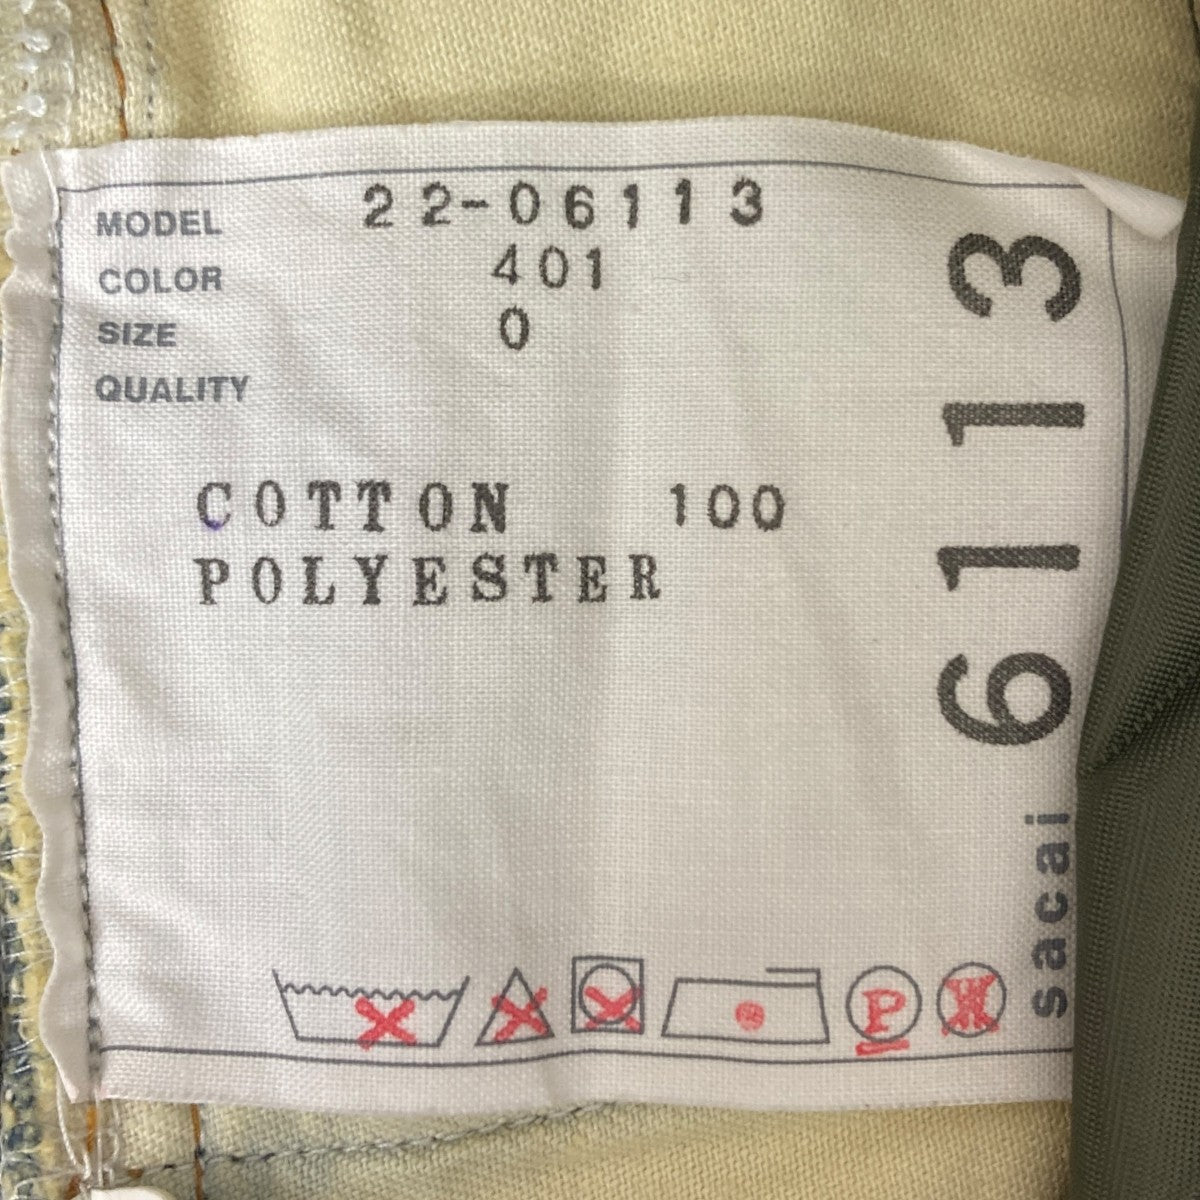 MODEL 22-06113
COLOR 401
SIZE 0
QUALITY
COTTON 100
POLYESTER
P
W
sacai 6113